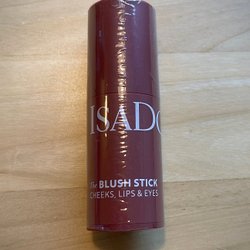 ISADO
The BLUSH STICK
CHEEKS, LIPS & EYES